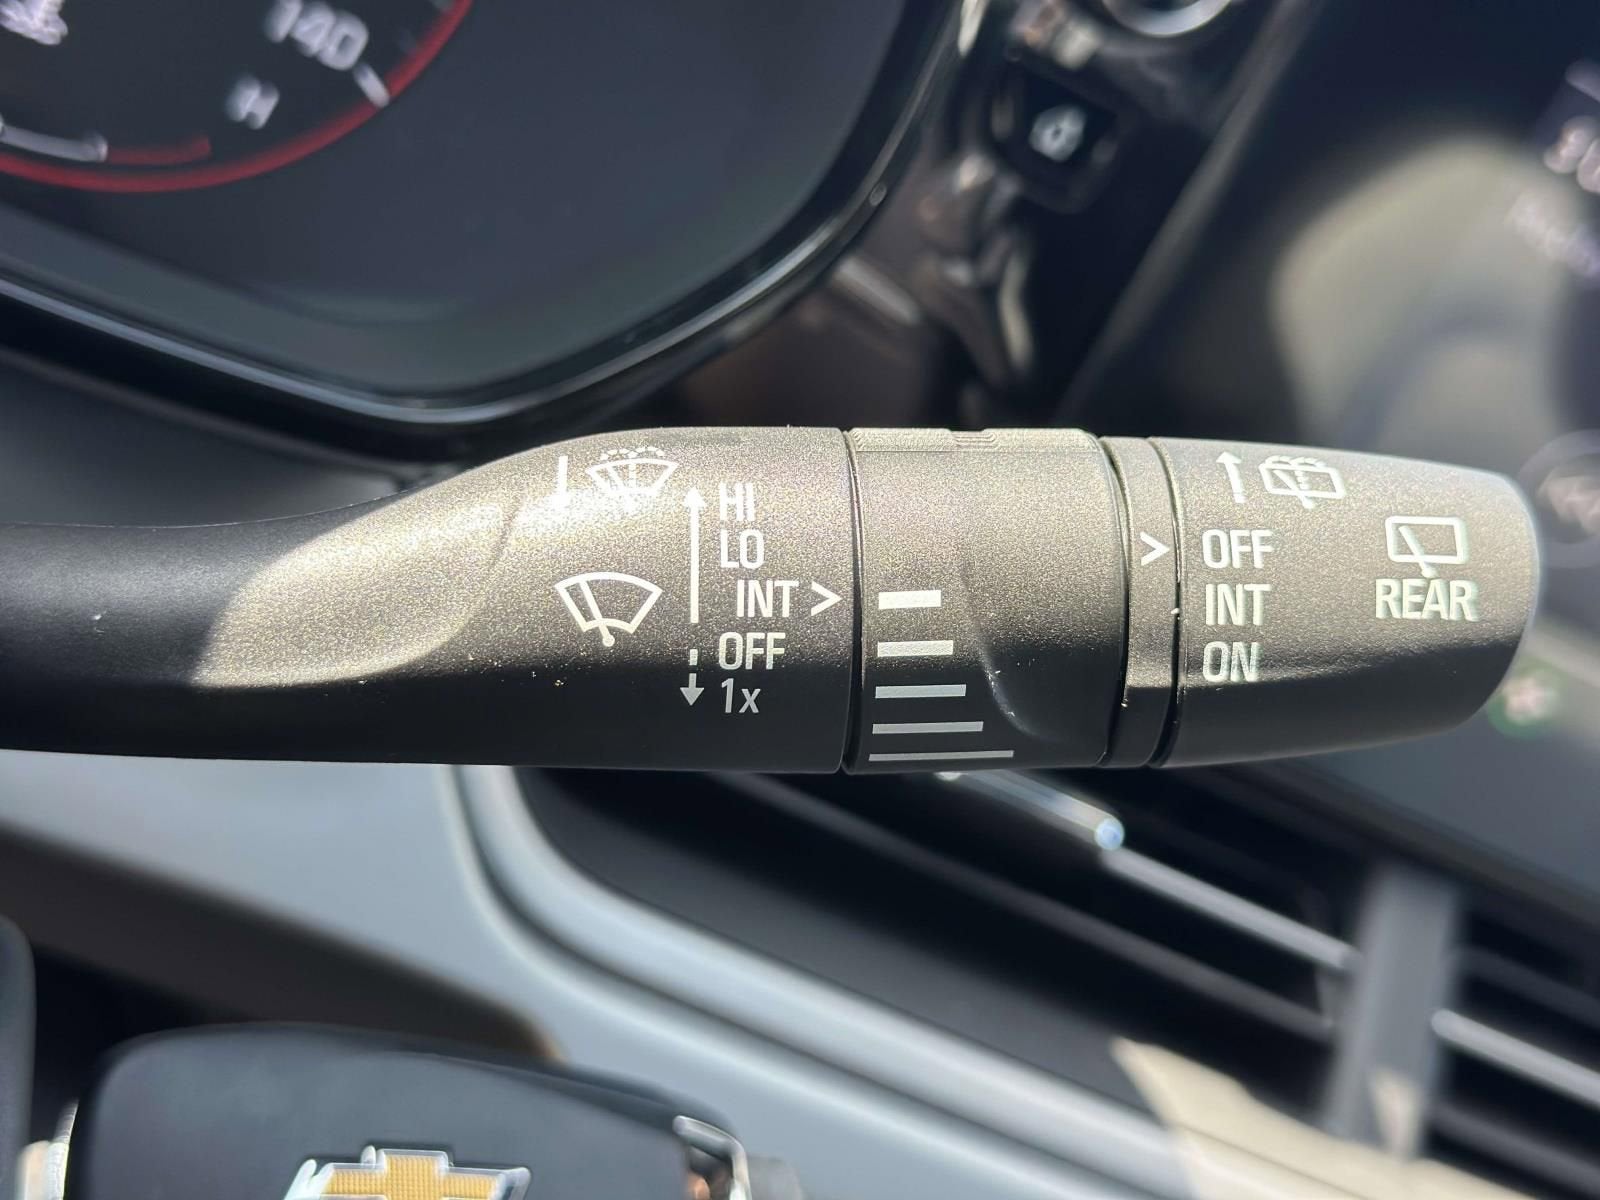 140
H
HI
LO
INT >
OFF
1x
> OFF
INT
ON
REAR